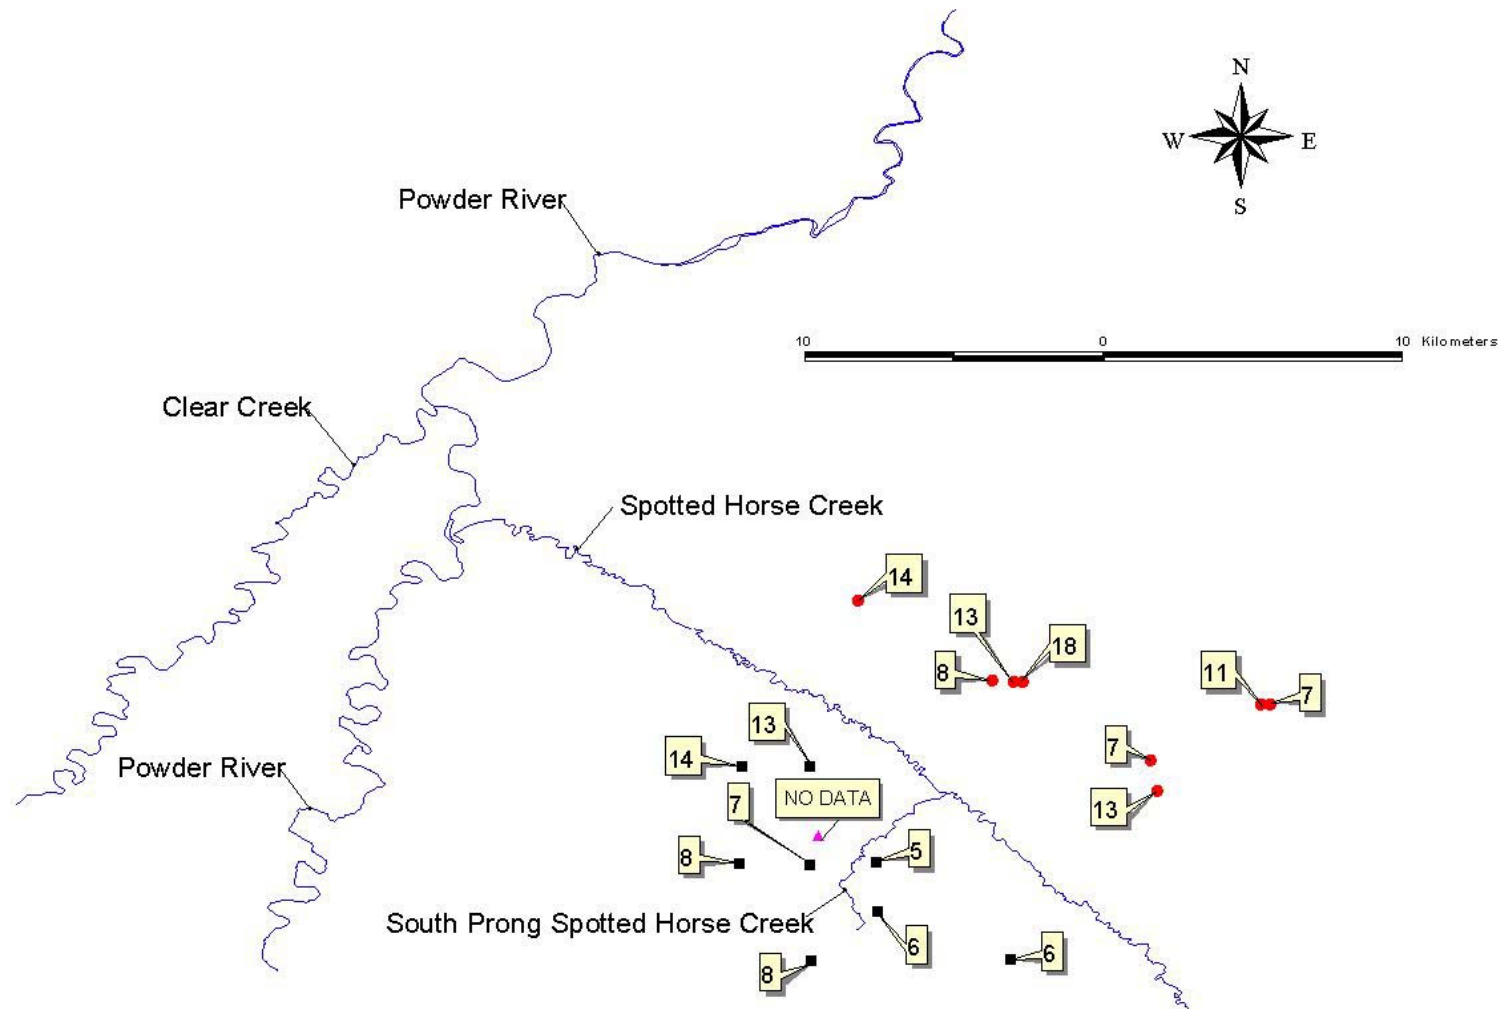 N
W E
S
Powder River
10 0 10 Kilometers
Clear Creek
Spotted Horse Creek
14
13
18
8
11
7
13
14
7
Powder River
7
NO DATA
13
8
5
South Prong Spotted Horse Creek
6
6
8